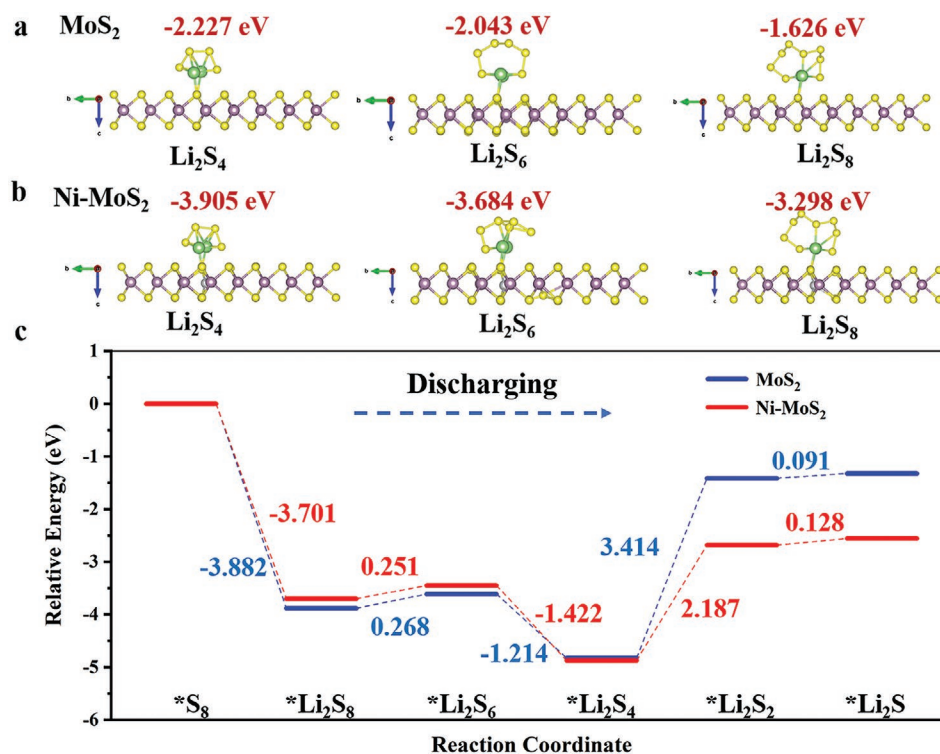 a MoS₂ -2.227 eV -2.043 eV -1.626 eV
b b b
c c c
Li₂S₄ Li₂S₆ Li₂S₈
b Ni-MoS₂ -3.905 eV -3.684 eV -3.298 eV
b b b
c c c
Li₂S₄ Li₂S₆ Li₂S₈
c
Discharging
MoS₂
Ni-MoS₂
1
0
-1
-2
-3
-4
-5
-6
Relative Energy (eV)
-3.701
-3.882
0.251
0.268
-1.422
-1.214
3.414
2.187
0.091
0.128
*S₈ *Li₂S₈ *Li₂S₆ *Li₂S₄ *Li₂S₂ *Li₂S
Reaction Coordinate